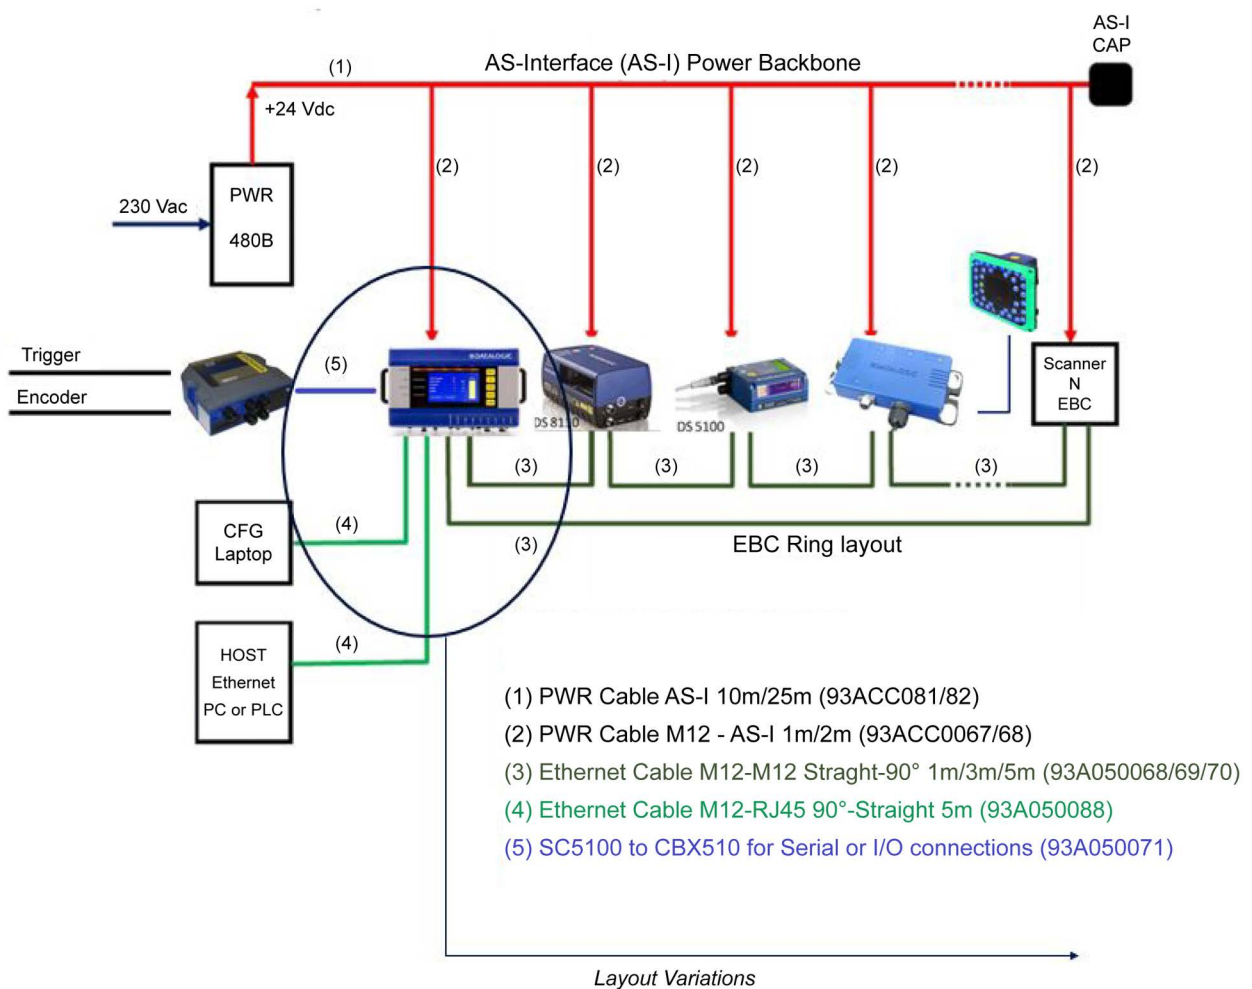 AS-I
CAP
(1)
AS-Interface (AS-I) Power Backbone
+24 Vdc
(2)
(2)
(2)
(2)
(2)
PWR
480B
230 Vac
Trigger
Encoder
(5)
DATALOGIC
DS 8110
DS 5100
Scanner
N
EBC
(3)
(3)
(3)
(3)
(3)
EBC Ring layout
CFG
Laptop
(4)
HOST
Ethernet
PC or PLC
(4)
(1) PWR Cable AS-I 10m/25m (93ACC081/82)
(2) PWR Cable M12 - AS-I 1m/2m (93ACC0067/68)
(3) Ethernet Cable M12-M12 Straght-90° 1m/3m/5m (93A050068/69/70)
(4) Ethernet Cable M12-RJ45 90°-Straight 5m (93A050088)
(5) SC5100 to CBX510 for Serial or I/O connections (93A050071)
Layout Variations